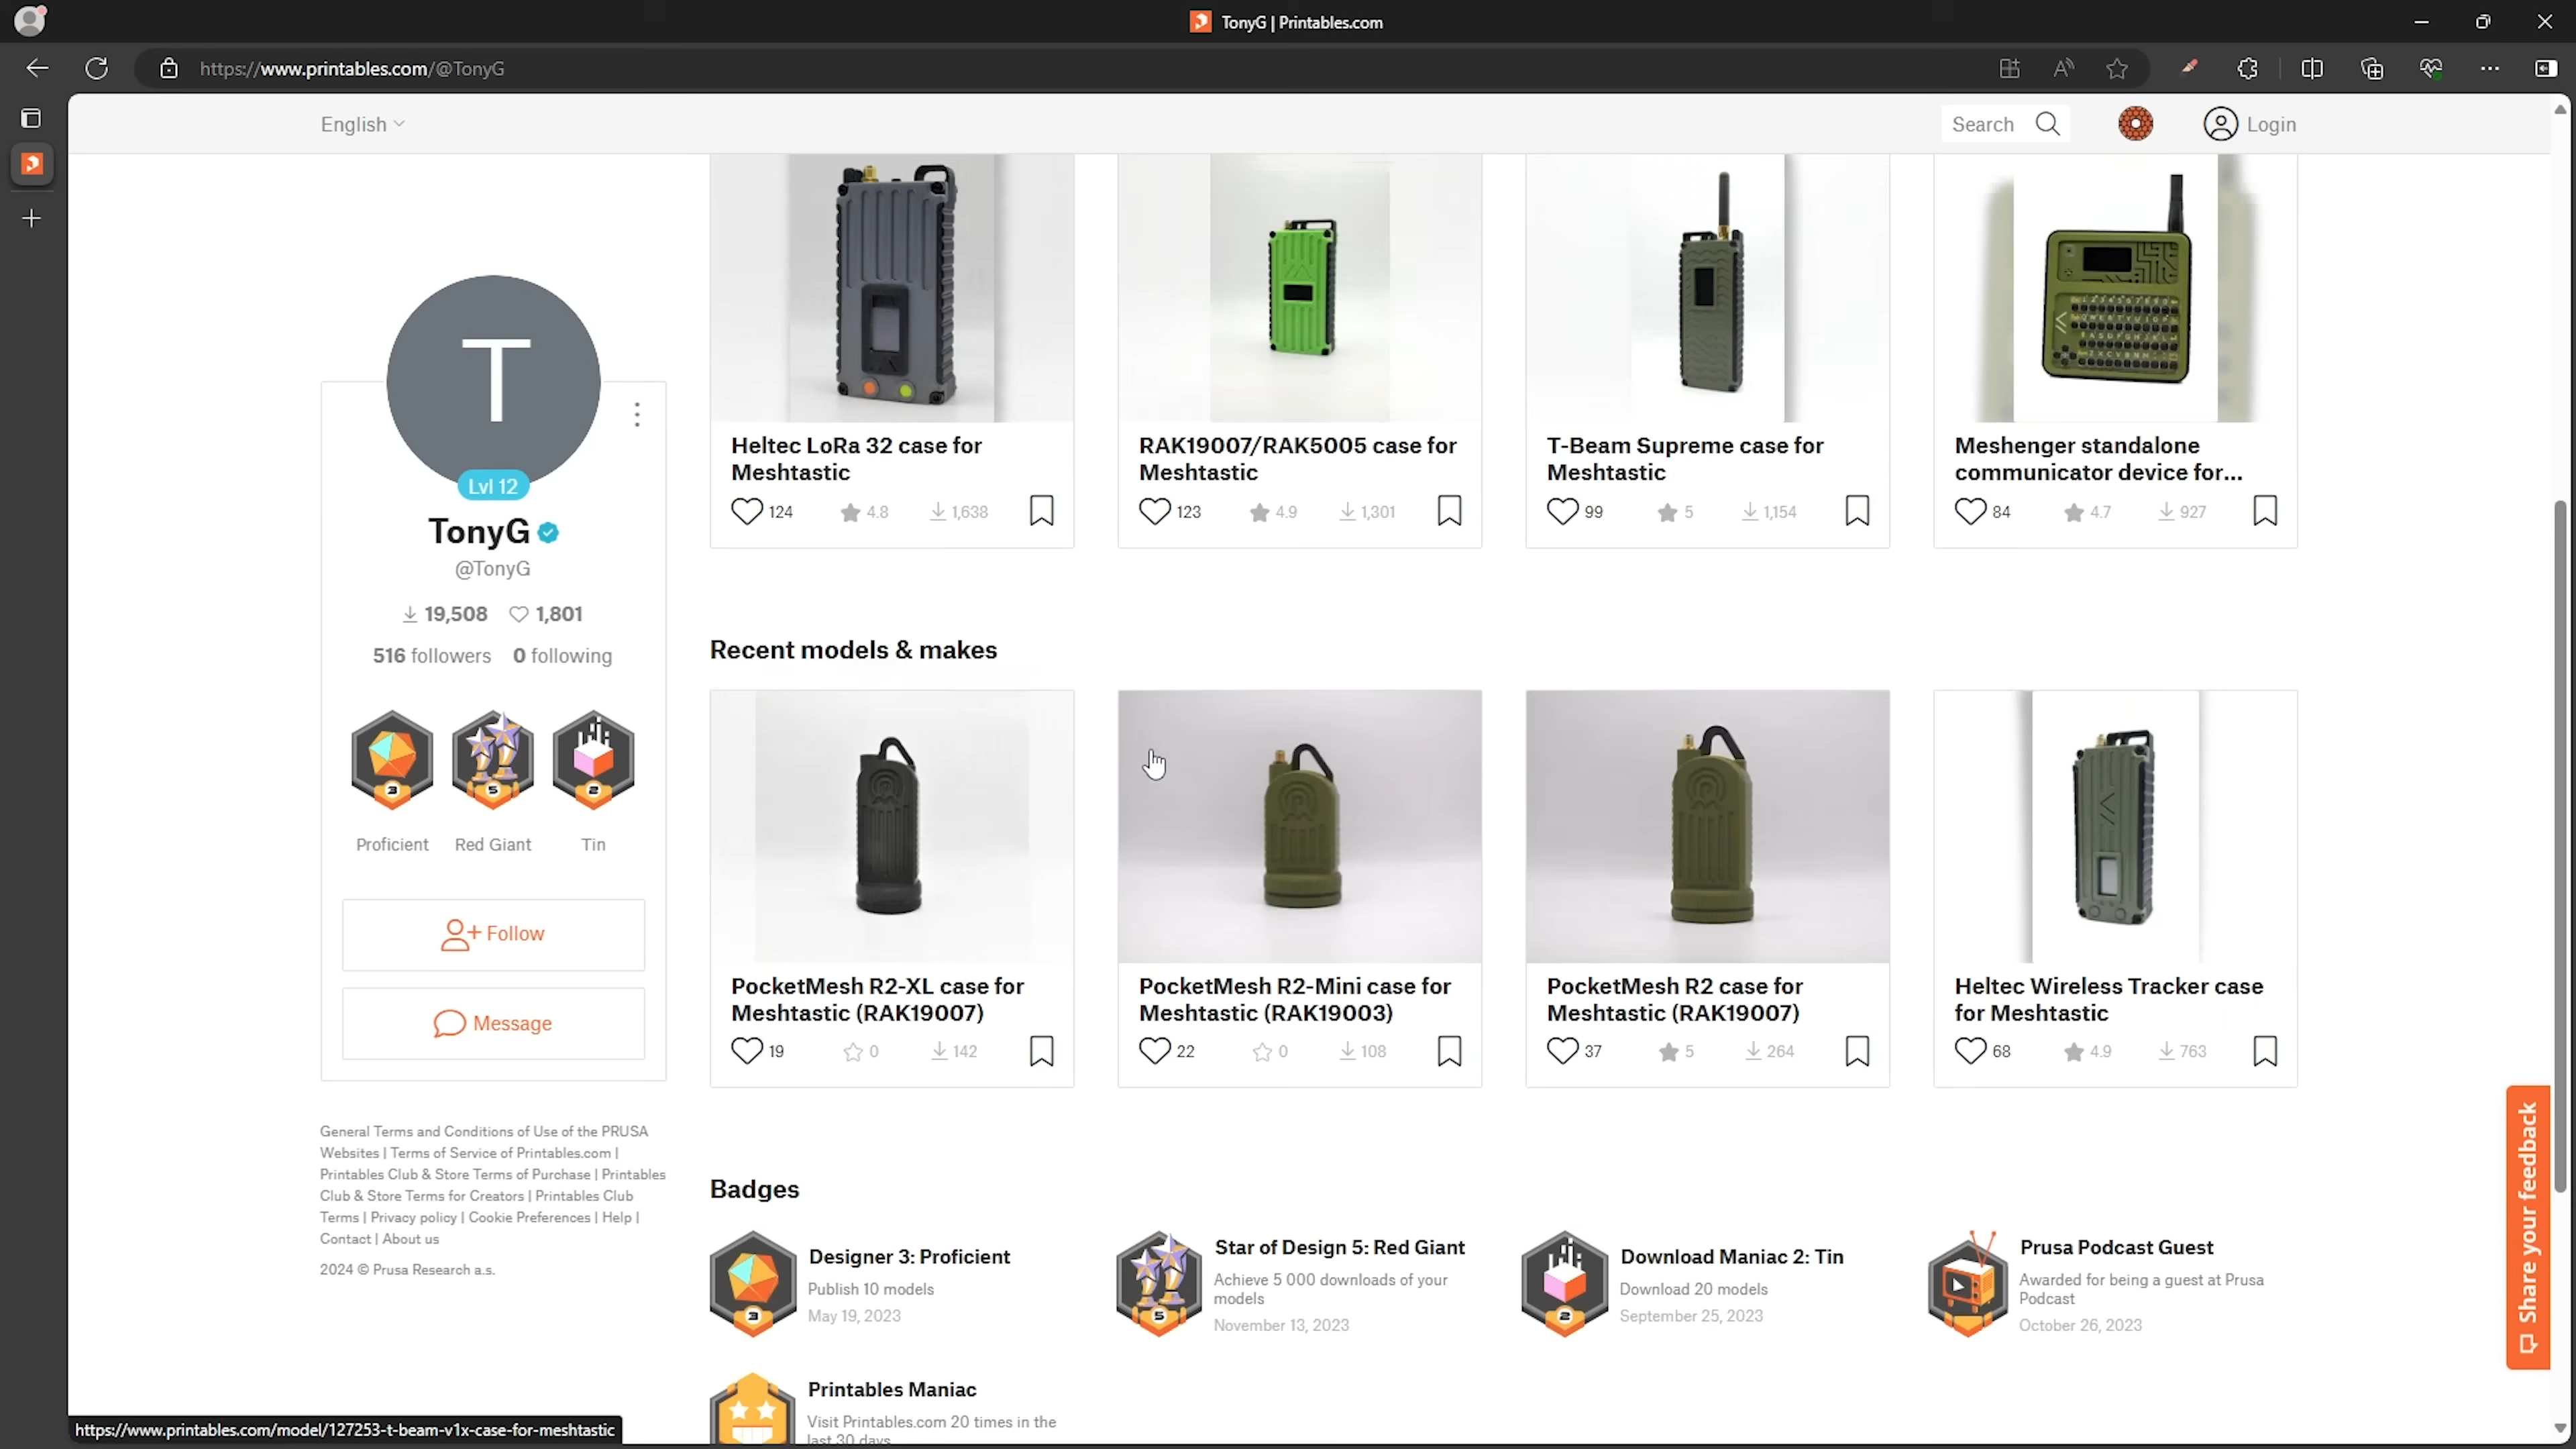 TonyG | Printables.com
https://www.printables.com/@TonyG
English
Search
Login
T
Lvl 12
TonyG
@TonyG
19,508 1,801
516 followers 0 following
3 5 2
Proficient Red Giant Tin
Follow
Message
General Terms and Conditions of Use of the PRUSA
Websites | Terms of Service of Printables.com |
Printables Club & Store Terms of Purchase | Printables
Club & Store Terms for Creators | Printables Club
Terms | Privacy policy | Cookie Preferences | Help |
Contact | About us
2024 © Prusa Research a.s.
Heltec LoRa 32 case for
Meshtastic
124 4.8 1,638
RAK19007/RAK5005 case for
Meshtastic
123 4.9 1,301
T-Beam Supreme case for
Meshtastic
99 5 1,154
Meshenger standalone
communicator device for...
84 4.7 927
Recent models & makes
PocketMesh R2-XL case for
Meshtastic (RAK19007)
19 0 142
PocketMesh R2-Mini case for
Meshtastic (RAK19003)
22 0 108
PocketMesh R2 case for
Meshtastic (RAK19007)
37 5 264
Heltec Wireless Tracker case
for Meshtastic
68 4.9 763
Badges
3
Designer 3: Proficient
Publish 10 models
May 19, 2023
5
Star of Design 5: Red Giant
Achieve 5 000 downloads of your
models
November 13, 2023
2
Download Maniac 2: Tin
Download 20 models
September 25, 2023
Prusa Podcast Guest
Awarded for being a guest at Prusa
Podcast
October 26, 2023
Printables Maniac
Visit Printables.com 20 times in the
last 30 days
Share your feedback
https://www.printables.com/model/127253-t-beam-v1x-case-for-meshtastic